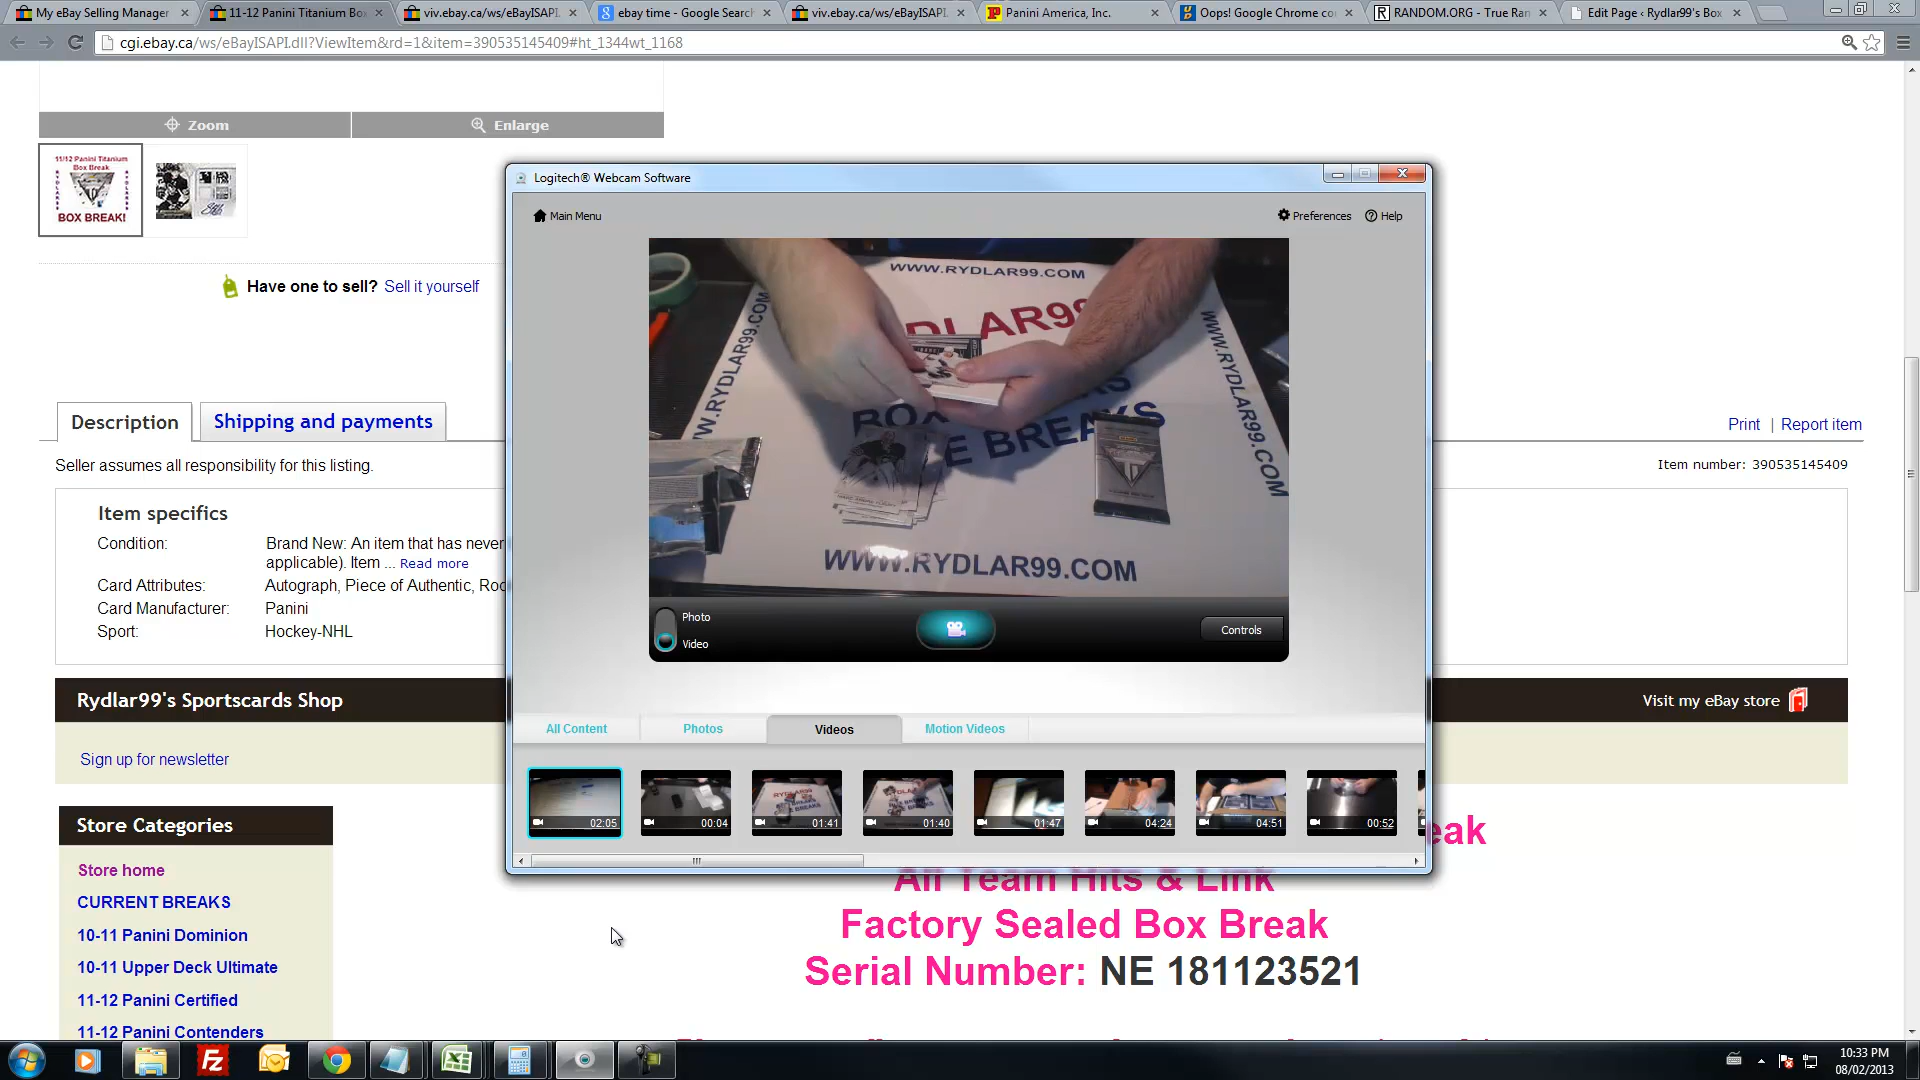 My eBay Selling Manager
11-12 Panini Titanium Bo
viv.ebay.ca/ws/eBayISAPI.
ebay time - Google Search
viv.ebay.ca/ws/eBayISAPI.
Panini America, Inc.
Oops! Google Chrome co
RANDOM.ORG - True Ran
Edit Page ‹ Rydlar99's Box
cgi.ebay.ca/ws/eBayISAPI.dll?ViewItem&rd=1&item=390535145409#ht_1344wt_1168
Zoom
Enlarge
11/12 Panini Titanium
Box Break
BOX BREAK!
Have one to sell? Sell it yourself
Description
Shipping and payments
Print | Report item
Seller assumes all responsibility for this listing.
Item number: 390535145409
Item specifics
Condition:
Brand New: An item that has never
applicable). Item ... Read more
Card Attributes:
Autograph, Piece of Authentic, Roo
Card Manufacturer:
Panini
Sport:
Hockey-NHL
Rydlar99's Sportscards Shop
Visit my eBay store
Sign up for newsletter
Store Categories
Store home
CURRENT BREAKS
10-11 Panini Dominion
10-11 Upper Deck Ultimate
11-12 Panini Certified
11-12 Panini Contenders
Logitech® Webcam Software
Main Menu
Preferences
Help
WWW.RYDLAR99.COM
WWW.RYDLAR99.COM
WWW.RYDLAR99.COM
DLAR99
BOX
E BREAKS
WWW.RYDLAR99.COM
Photo
Video
Controls
All Content
Photos
Videos
Motion Videos
02:05
00:04
01:41
01:40
01:47
04:24
04:51
00:52
eak
All Team Hits & Link
Factory Sealed Box Break
Serial Number: NE 181123521
10:33 PM
08/02/2013